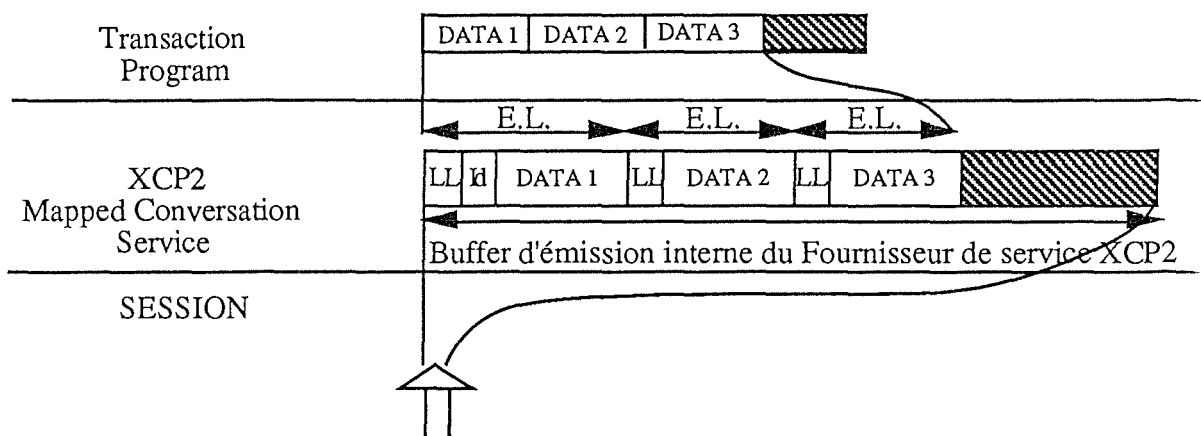 Transaction
Program
DATA 1 DATA 2 DATA 3
E.L. E.L. E.L.
XCP2
Mapped Conversation
Service
LL Id DATA 1 LL DATA 2 LL DATA 3
Buffer d'émission interne du Fournisseur de service XCP2
SESSION